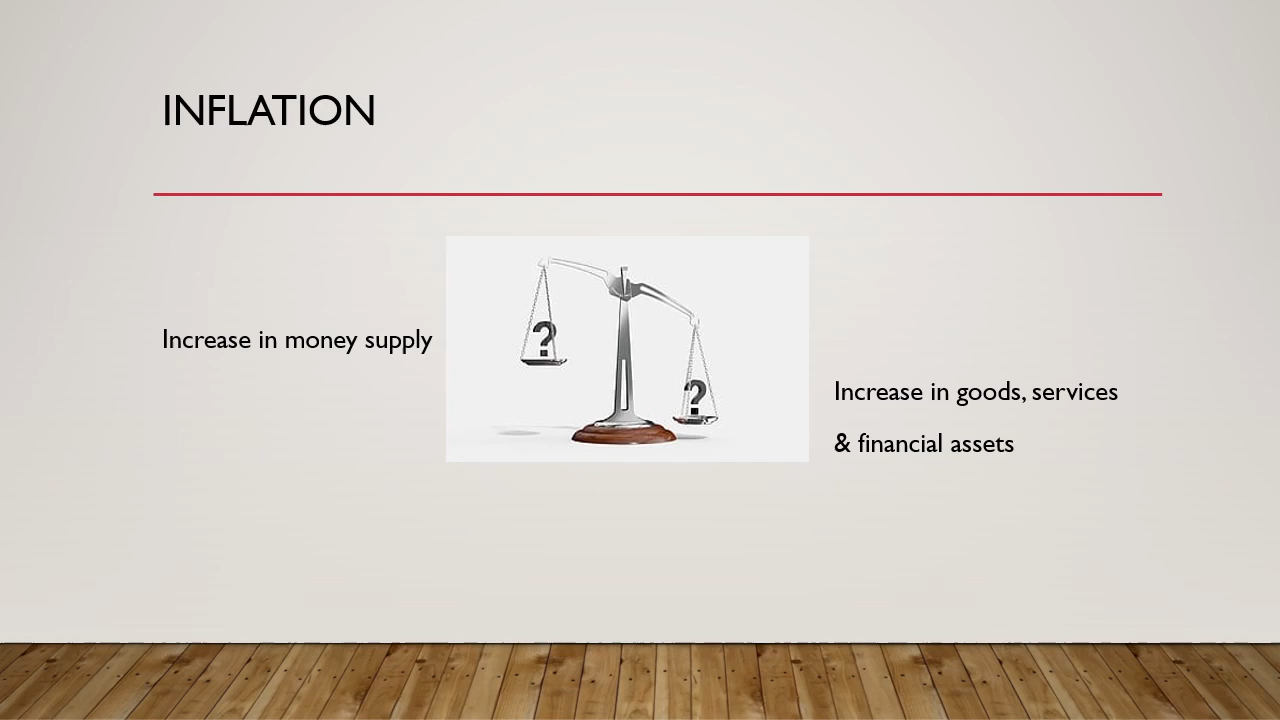 INFLATION
Increase in money supply
?
?
Increase in goods, services
& financial assets